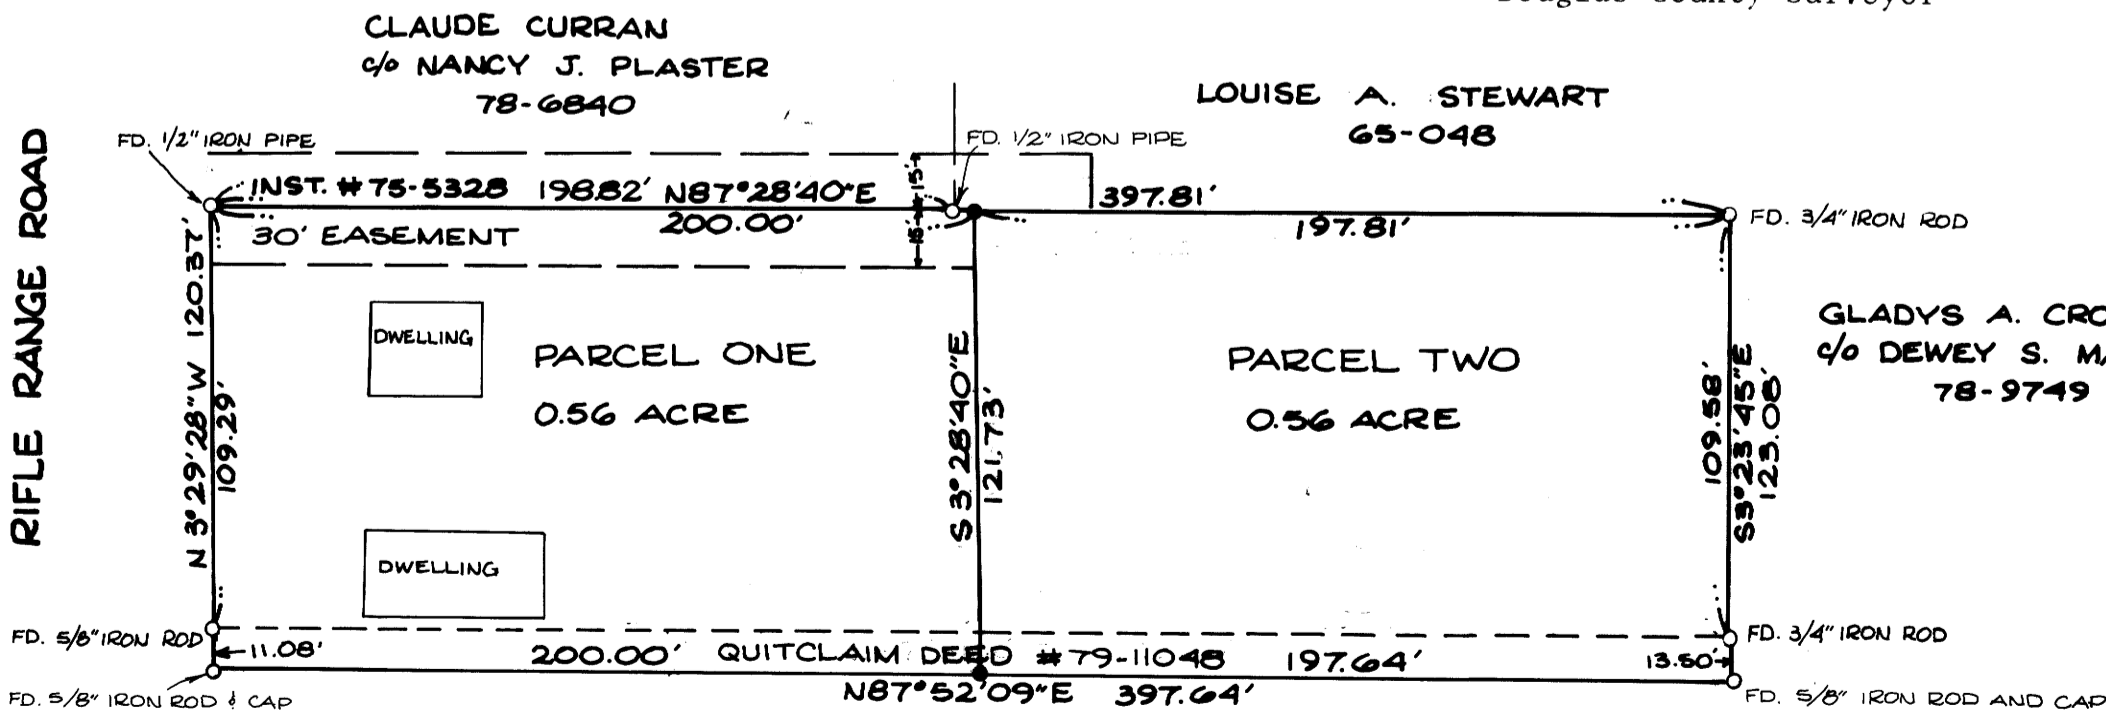 CLAUDE CURRAN
c/o NANCY J. PLASTER
78-6840
LOUISE A. STEWART
65-048
RIFLE RANGE ROAD
FD. 1/2" IRON PIPE
FD. 1/2" IRON PIPE
INST. #75-5328 198.82' N87°28'40"E
15'
397.81'
200.00'
197.81'
FD. 3/4" IRON ROD
30' EASEMENT
15'
N 3°29'28"W 120.37'
109.29'
DWELLING
PARCEL ONE
0.56 ACRE
S 3°28'40"E
121.73'
PARCEL TWO
0.56 ACRE
109.58'
S3°23'45"E
123.08'
GLADYS A.
c/o DEWEY S.
78-9749
DWELLING
FD. 5/8" IRON ROD
11.08'
200.00' QUITCLAIM DEED #79-11048 197.64'
13.50'
FD. 3/4" IRON ROD
FD. 5/8" IRON ROD & CAP
N87°52'09"E 397.64'
FD. 5/8" IRON ROD AND CAP